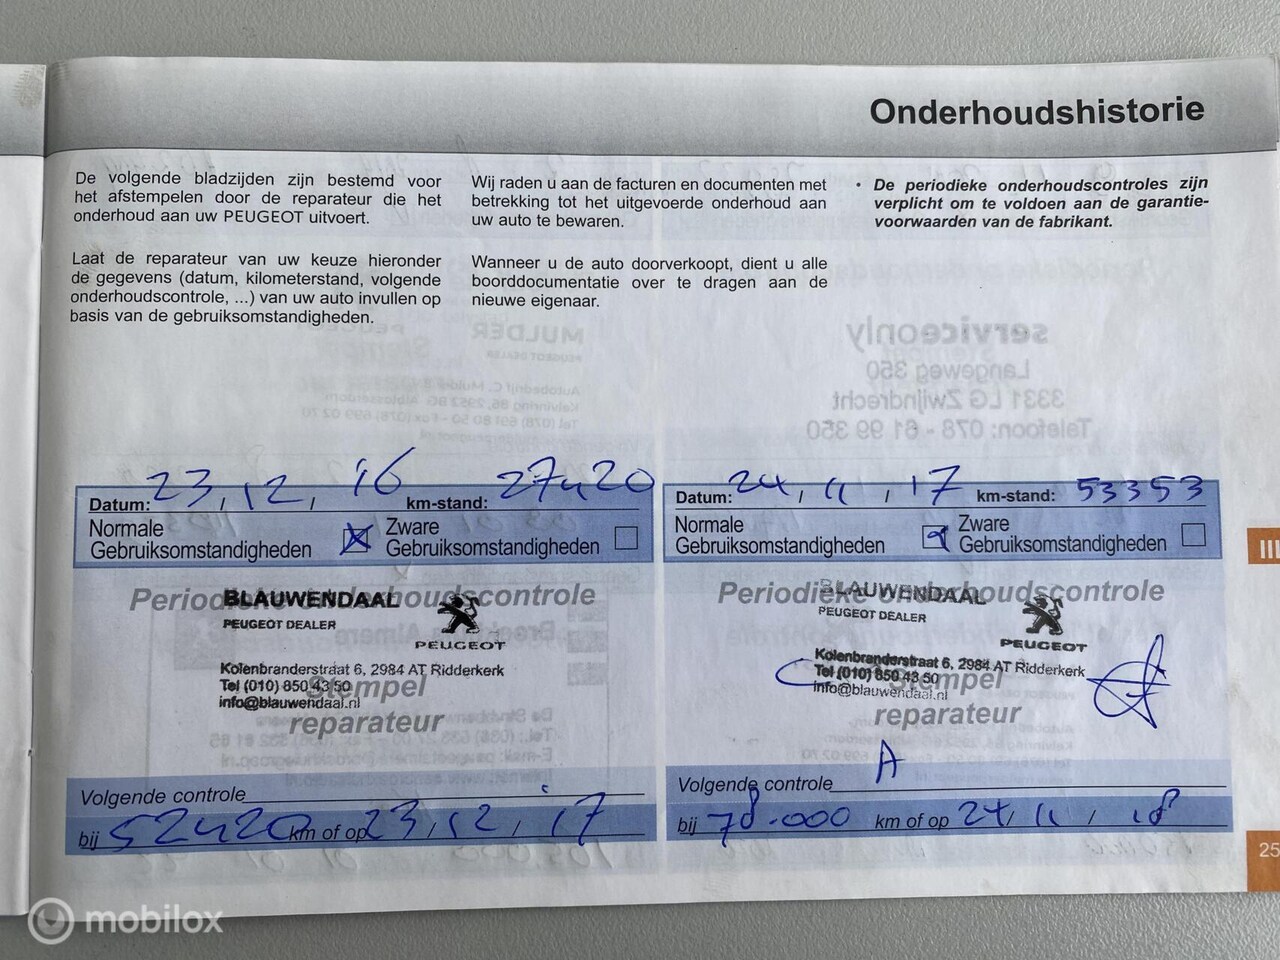 Onderhoudshistorie
De volgende bladzijden zijn bestemd voor
het afstempelen door de reparateur die het
onderhoud aan uw PEUGEOT uitvoert.
Laat de reparateur van uw keuze hieronder
de gegevens (datum, kilometerstand, volgende
onderhoudscontrole, ...) van uw auto invullen op
basis van de gebruiksomstandigheden.
Wij raden u aan de facturen en documenten met
betrekking tot het uitgevoerde onderhoud aan
uw auto te bewaren.
Wanneer u de auto doorverkoopt, dient u alle
boorddocumentatie over te dragen aan de
nieuwe eigenaar.
• De periodieke onderhoudscontroles zijn
verplicht om te voldoen aan de garantie-
voorwaarden van de fabrikant.
Datum: 23 / 12 / 16 km-stand: 27420
Normale
Gebruiksomstandigheden
Zware
Gebruiksomstandigheden
Periodieke onderhoudscontrole
BLAUWENDAAL
PEUGEOT DEALER
PEUGEOT
Kolenbranderstraat 6, 2984 AT Ridderkerk
Tel (010) 850 43 50
info@blauwendaal.nl
Stempel
reparateur
Volgende controle
bij 52420 km of op 23 / 12 / 17
Datum: 24 / 11 / 17 km-stand: 53353
Normale
Gebruiksomstandigheden
Zware
Gebruiksomstandigheden
Periodieke onderhoudscontrole
BLAUWENDAAL
PEUGEOT DEALER
PEUGEOT
Kolenbranderstraat 6, 2984 AT Ridderkerk
Tel (010) 850 43 50
info@blauwendaal.nl
Stempel
reparateur
Volgende controle A
bij 78.000 km of op 24 / 11 / 18
III
25
mobilox